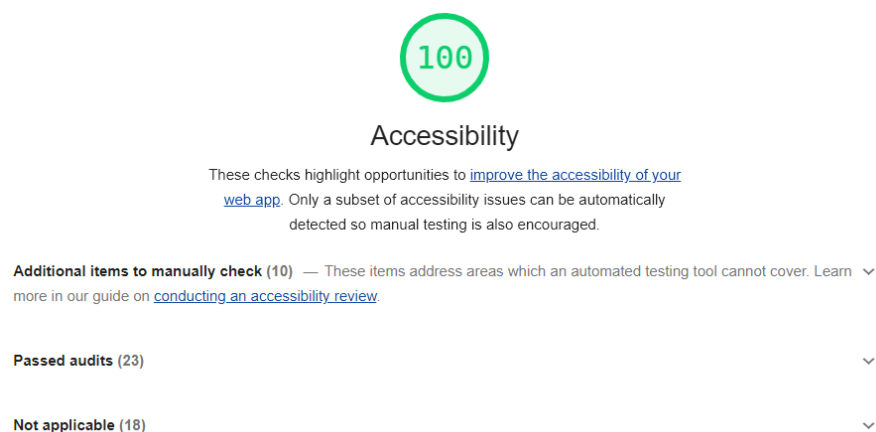 100
Accessibility
These checks highlight opportunities to improve the accessibility of your
web app. Only a subset of accessibility issues can be automatically
detected so manual testing is also encouraged.
Additional items to manually check (10) — These items address areas which an automated testing tool cannot cover. Learn
more in our guide on conducting an accessibility review.
Passed audits (23)
Not applicable (18)